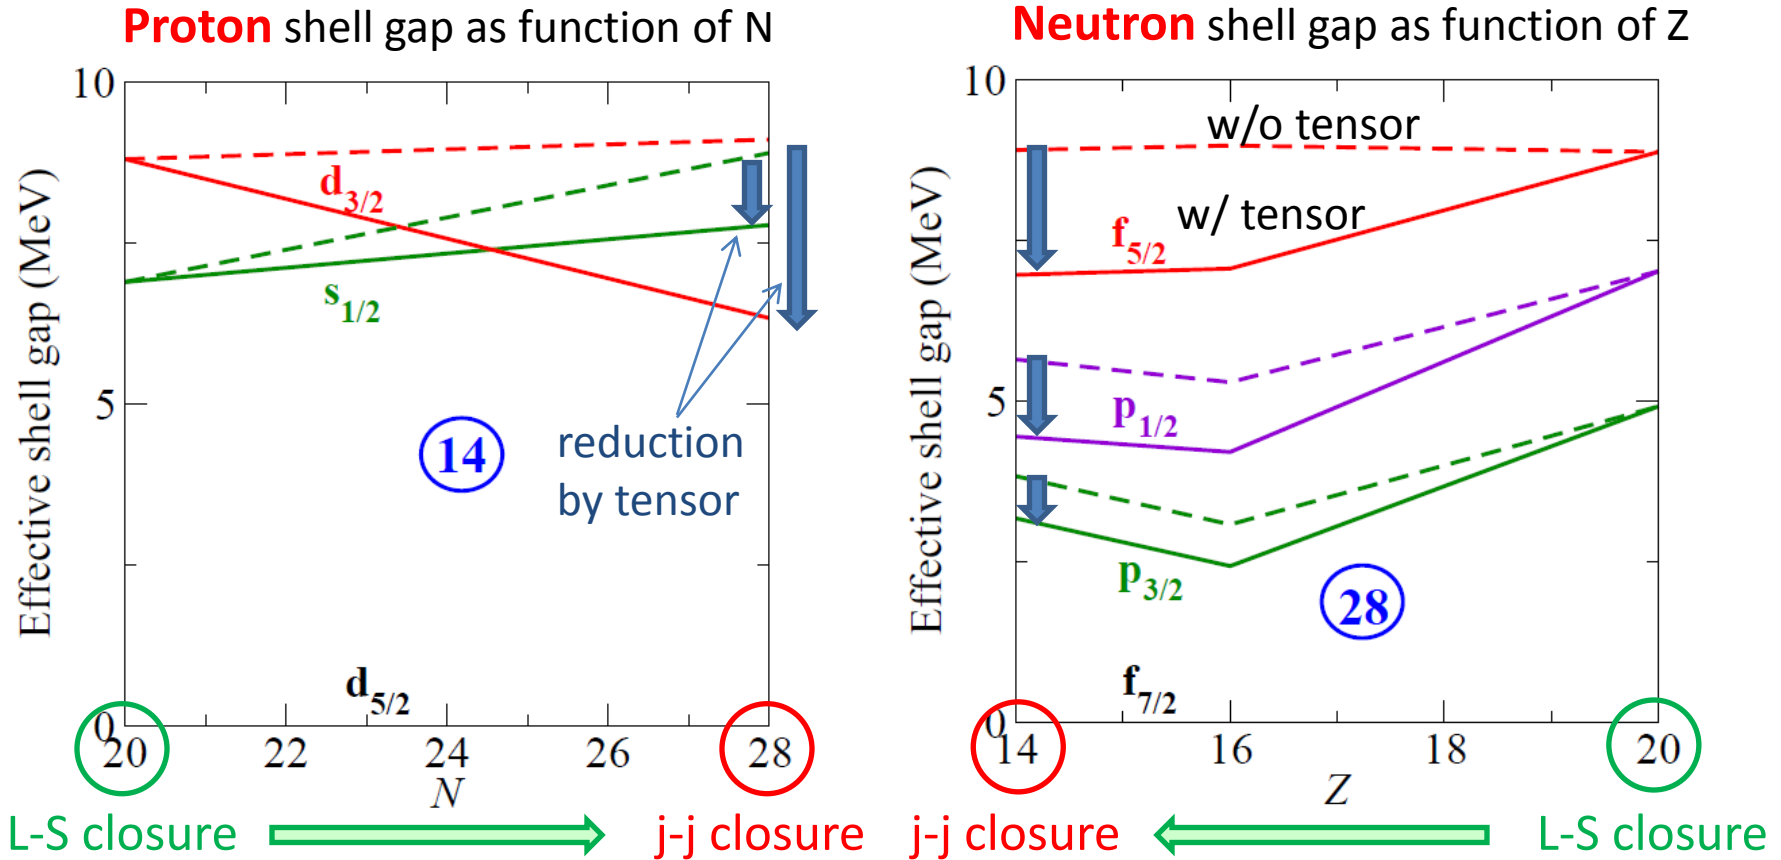 Proton shell gap as function of N
10
5
0
Effective shell gap (MeV)
d3/2
s1/2
14
reduction
by tensor
d5/2
20 22 24 26 28
N
L-S closure
j-j closure
Neutron shell gap as function of Z
10
5
0
Effective shell gap (MeV)
w/o tensor
w/ tensor
f5/2
p1/2
p3/2
28
f7/2
14 16 18 20
Z
j-j closure
L-S closure